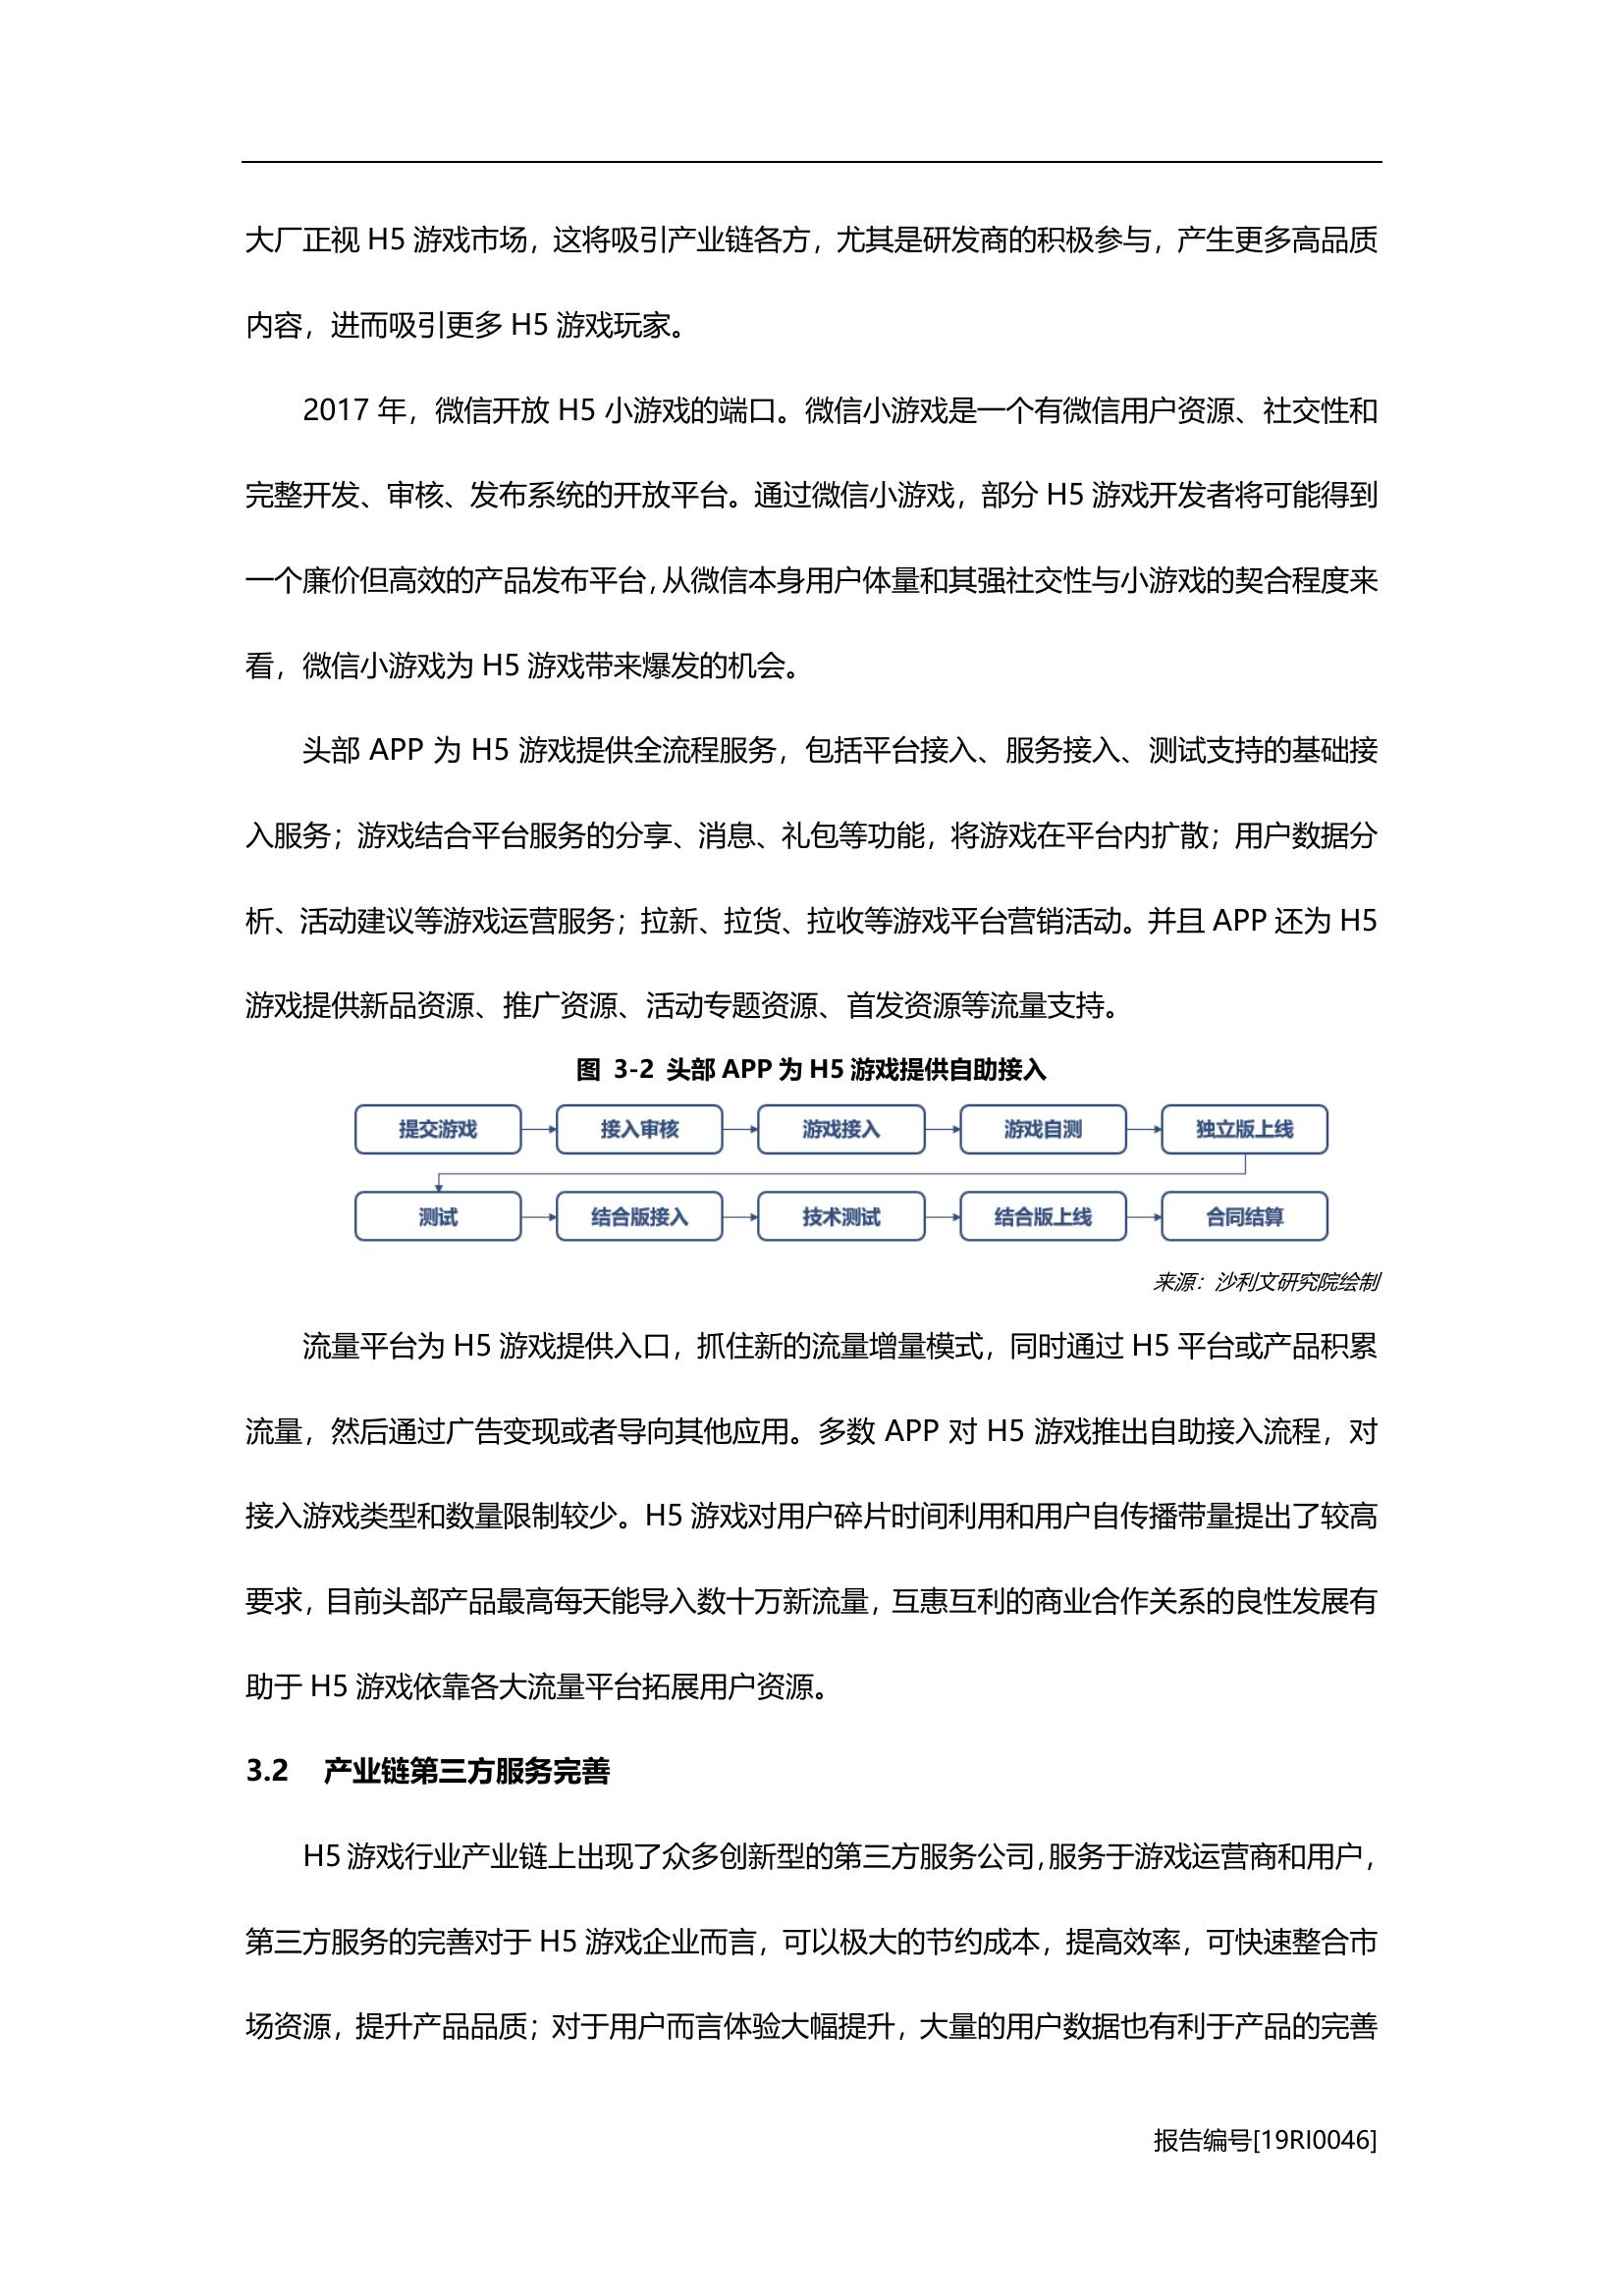 大厂正视 H5 游戏市场，这将吸引产业链各方，尤其是研发商的积极参与，产生更多高品质
内容，进而吸引更多 H5 游戏玩家。
2017 年，微信开放 H5 小游戏的端口。微信小游戏是一个有微信用户资源、社交性和
完整开发、审核、发布系统的开放平台。通过微信小游戏，部分 H5 游戏开发者将可能得到
一个廉价但高效的产品发布平台，从微信本身用户体量和其强社交性与小游戏的契合程度来
看，微信小游戏为 H5 游戏带来爆发的机会。
头部 APP 为 H5 游戏提供全流程服务，包括平台接入、服务接入、测试支持的基础接
入服务；游戏结合平台服务的分享、消息、礼包等功能，将游戏在平台内扩散；用户数据分
析、活动建议等游戏运营服务；拉新、拉货、拉收等游戏平台营销活动。并且 APP 还为 H5
游戏提供新品资源、推广资源、活动专题资源、首发资源等流量支持。
图 3-2 头部 APP 为 H5 游戏提供自助接入
提交游戏 接入审核 游戏接入 游戏自测 独立版上线
测试 结合版接入 技术测试 结合版上线 合同结算
来源：沙利文研究院绘制
流量平台为 H5 游戏提供入口，抓住新的流量增量模式，同时通过 H5 平台或产品积累
流量，然后通过广告变现或者导向其他应用。多数 APP 对 H5 游戏推出自助接入流程，对
接入游戏类型和数量限制较少。H5 游戏对用户碎片时间利用和用户自传播带量提出了较高
要求，目前头部产品最高每天能导入数十万新流量，互惠互利的商业合作关系的良性发展有
助于 H5 游戏依靠各大流量平台拓展用户资源。
3.2 产业链第三方服务完善
H5 游戏行业产业链上出现了众多创新型的第三方服务公司，服务于游戏运营商和用户，
第三方服务的完善对于 H5 游戏企业而言，可以极大的节约成本，提高效率，可快速整合市
场资源，提升产品品质；对于用户而言体验大幅提升，大量的用户数据也有利于产品的完善
报告编号[19RI0046]